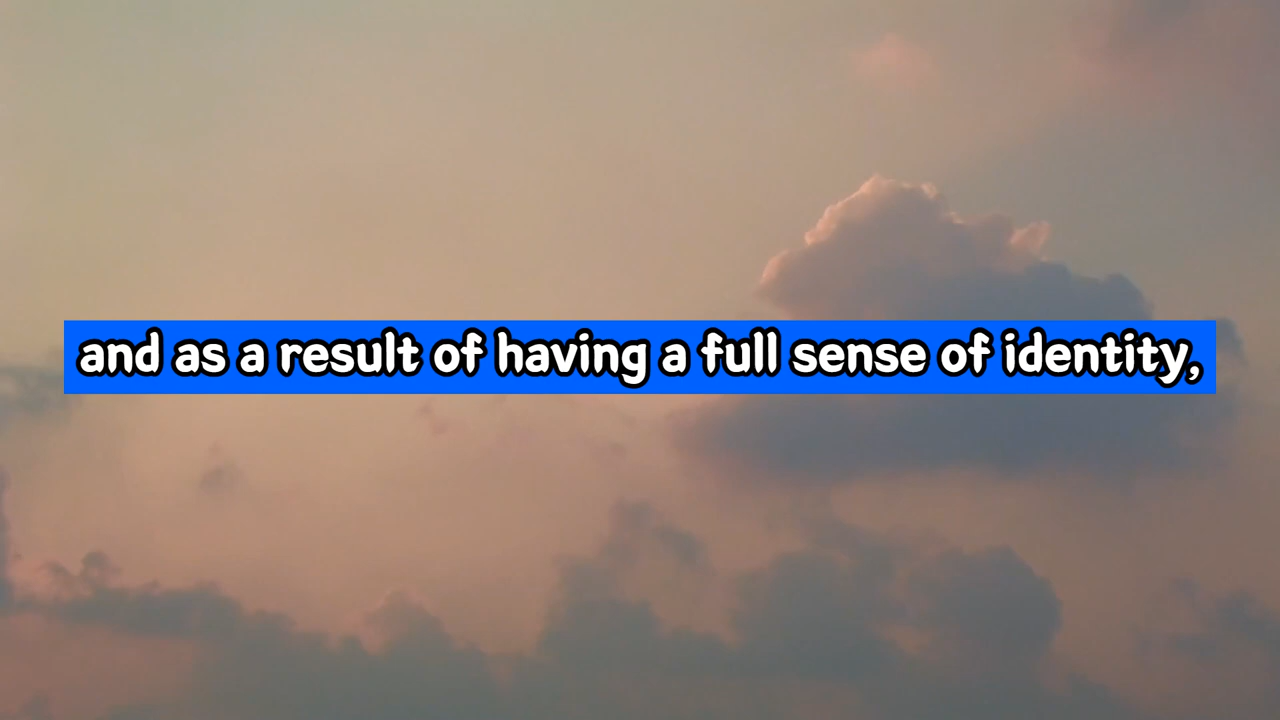 and as a result of having a full sense of identity,